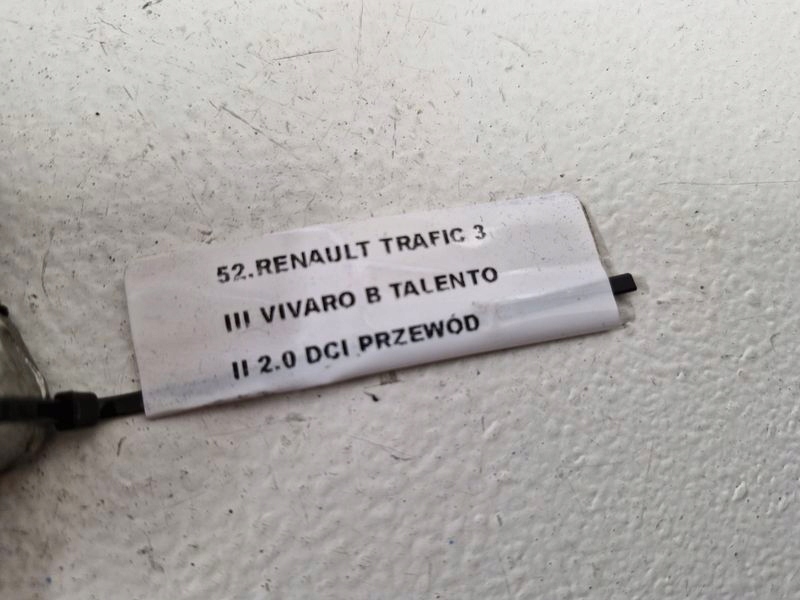 52.RENAULT TRAFIC 3
III VIVARO B TALENTO
II 2.0 DCI PRZEWÓD